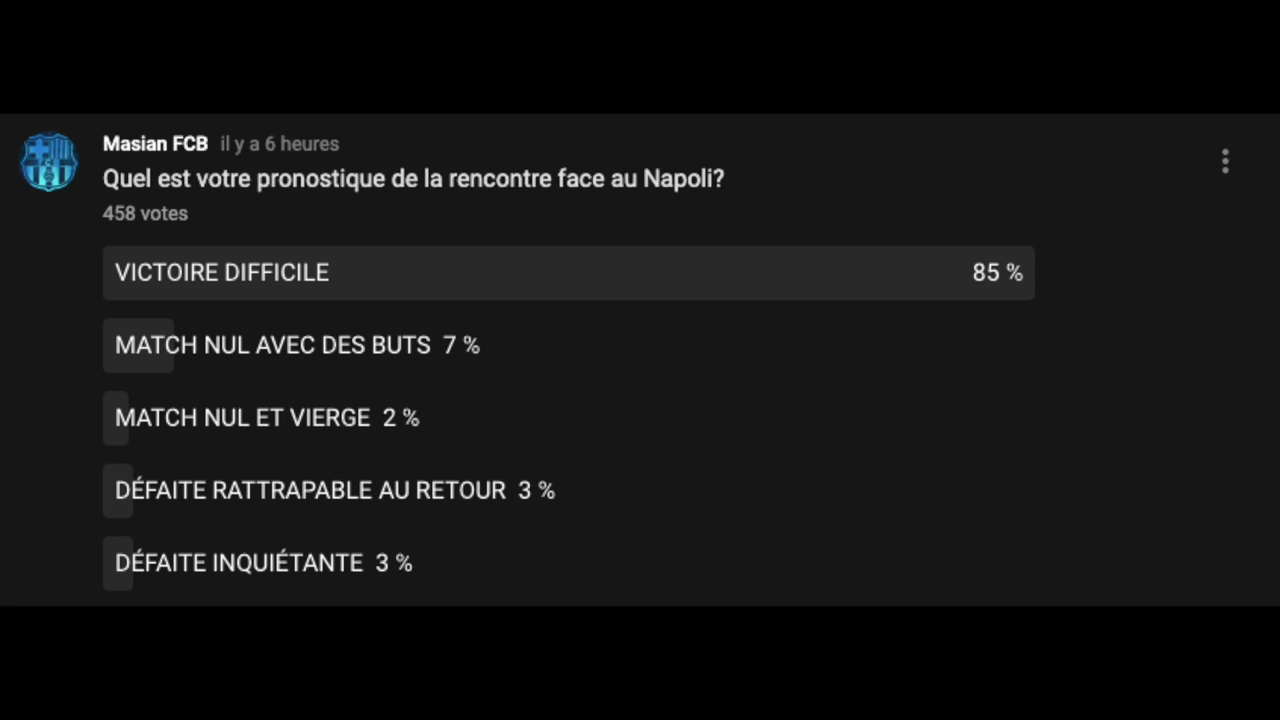 Masian FCB il y a 6 heures
Quel est votre pronostique de la rencontre face au Napoli?
458 votes
VICTOIRE DIFFICILE 85 %
MATCH NUL AVEC DES BUTS 7 %
MATCH NUL ET VIERGE 2 %
DÉFAITE RATTRAPABLE AU RETOUR 3 %
DÉFAITE INQUIÉTANTE 3 %